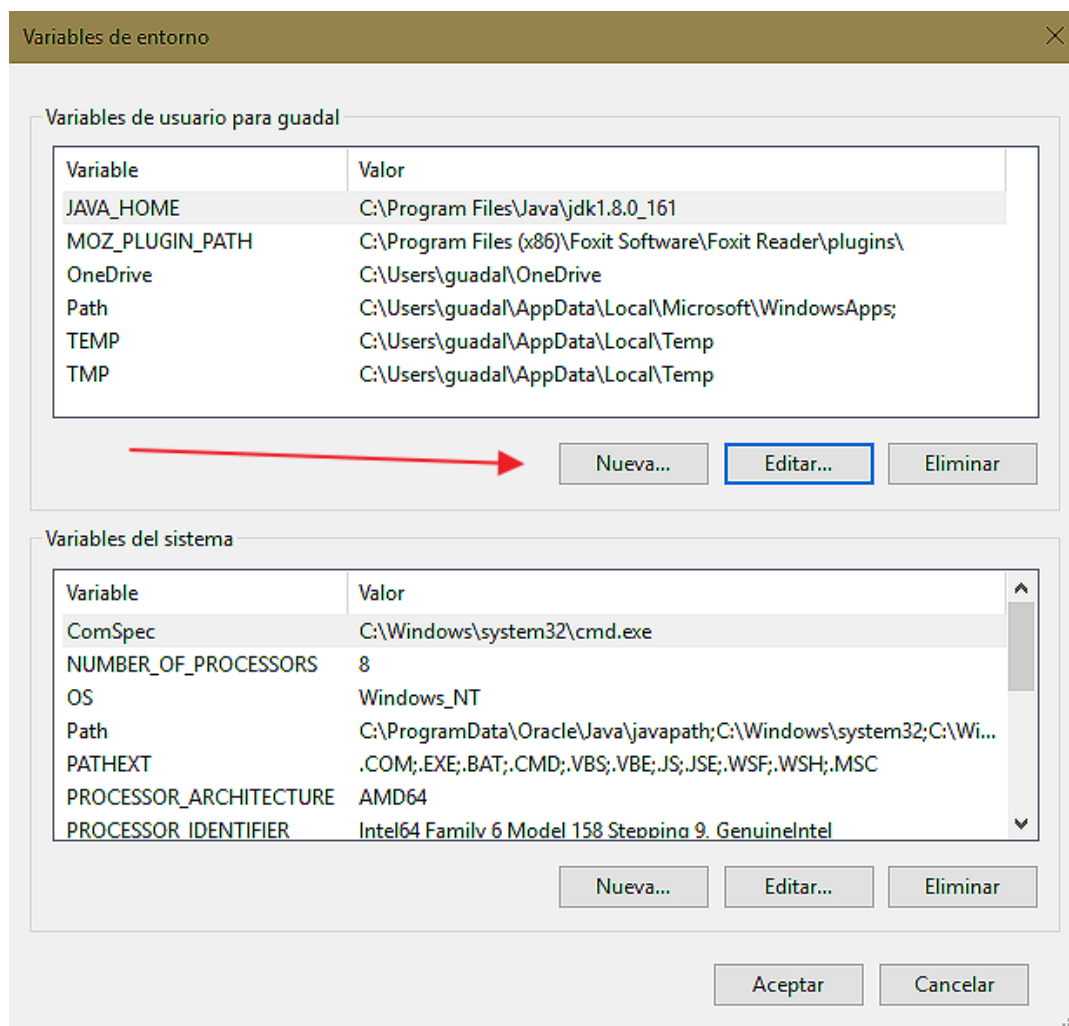 Variables de entorno
Variables de usuario para guadal
Variable Valor
JAVA_HOME C:\Program Files\Java\jdk1.8.0_161
MOZ_PLUGIN_PATH C:\Program Files (x86)\Foxit Software\Foxit Reader\plugins\
OneDrive C:\Users\guadal\OneDrive
Path C:\Users\guadal\AppData\Local\Microsoft\WindowsApps;
TEMP C:\Users\guadal\AppData\Local\Temp
TMP C:\Users\guadal\AppData\Local\Temp
Nueva... Editar... Eliminar
Variables del sistema
Variable Valor
ComSpec C:\Windows\system32\cmd.exe
NUMBER_OF_PROCESSORS 8
OS Windows_NT
Path C:\ProgramData\Oracle\Java\javapath;C:\Windows\system32;C:\Wi...
PATHEXT .COM;.EXE;.BAT;.CMD;.VBS;.VBE;.JS;.JSE;.WSF;.WSH;.MSC
PROCESSOR_ARCHITECTURE AMD64
PROCESSOR_IDENTIFIER Intel64 Family 6 Model 158 Stepping 9, GenuineIntel
Nueva... Editar... Eliminar
Aceptar Cancelar